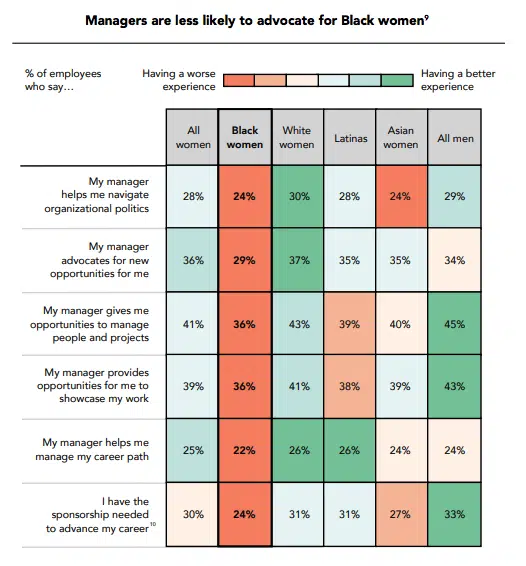 Managers are less likely to advocate for Black women⁹
% of employees
who say…
Having a worse
experience
Having a better
experience
All
women
Black
women
White
women
Latinas
Asian
women
All men
My manager
helps me navigate
organizational politics
28% 24% 30% 28% 24% 29%
My manager
advocates for new
opportunities for me
36% 29% 37% 35% 35% 34%
My manager gives me
opportunities to manage
people and projects
41% 36% 43% 39% 40% 45%
My manager provides
opportunities for me to
showcase my work
39% 36% 41% 38% 39% 43%
My manager helps me
manage my career path
25% 22% 26% 26% 24% 24%
I have the
sponsorship needed
to advance my career¹⁰
30% 24% 31% 31% 27% 33%